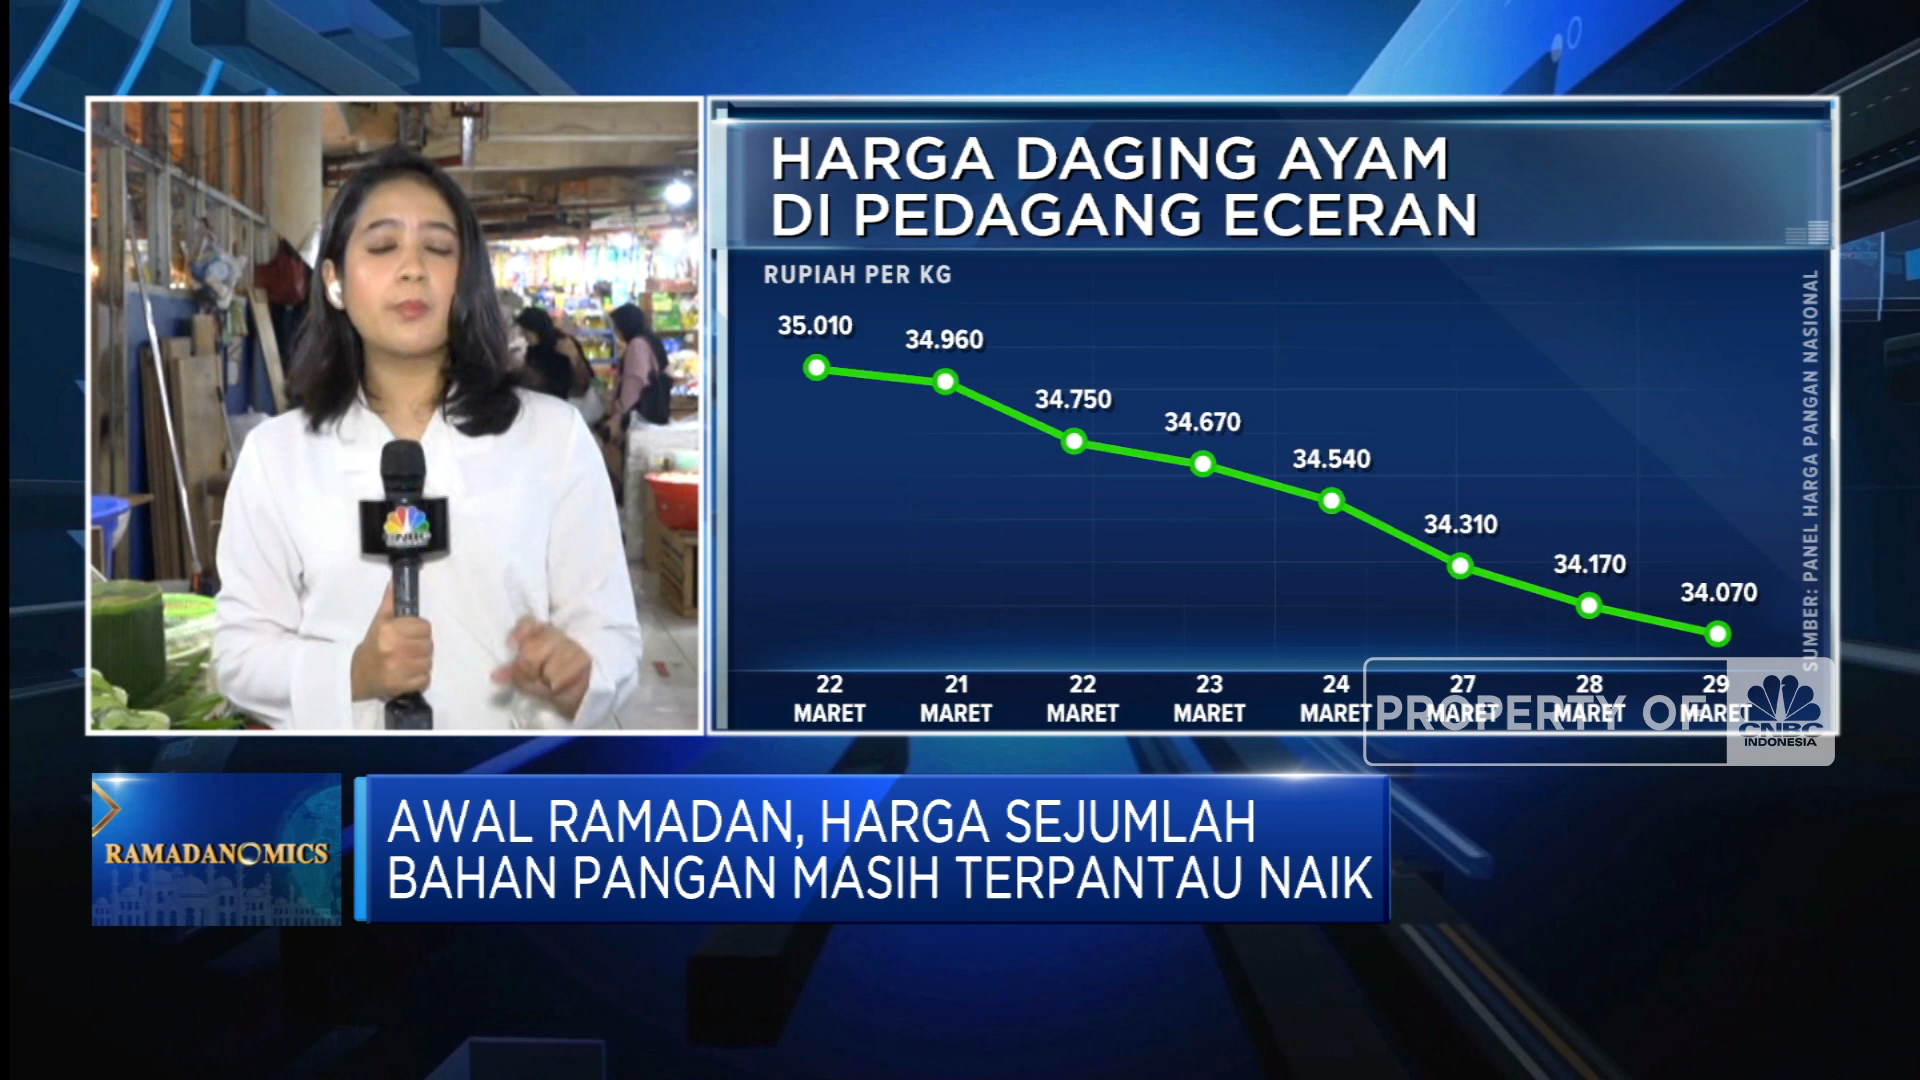 HARGA DAGING AYAM
DI PEDAGANG ECERAN
RUPIAH PER KG
35.010
34.960
34.750
34.670
34.540
34.310
34.170
34.070
22 21 22 23 24 27 28 29
MARET MARET MARET MARET MARET MARET MARET MARET
SUMBER: PANEL HARGA PANGAN NASIONAL
PROPERTY OF
CNBC
INDONESIA
RAMADANOMICS
AWAL RAMADAN, HARGA SEJUMLAH
BAHAN PANGAN MASIH TERPANTAU NAIK